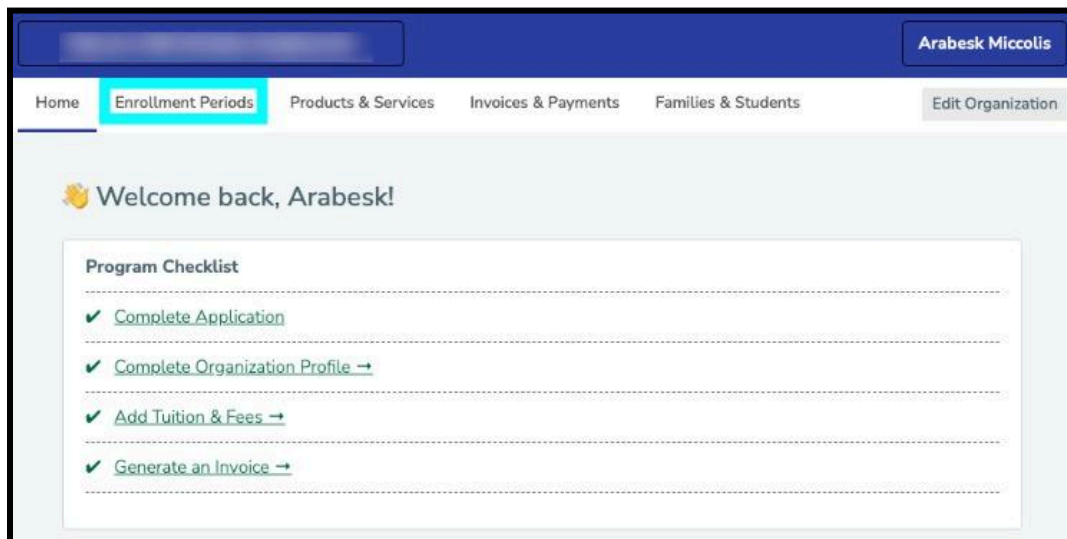 Arabesk Miccolis
Home Enrollment Periods Products & Services Invoices & Payments Families & Students Edit Organization
👋 Welcome back, Arabesk!
Program Checklist
✔ Complete Application
✔ Complete Organization Profile →
✔ Add Tuition & Fees →
✔ Generate an Invoice →